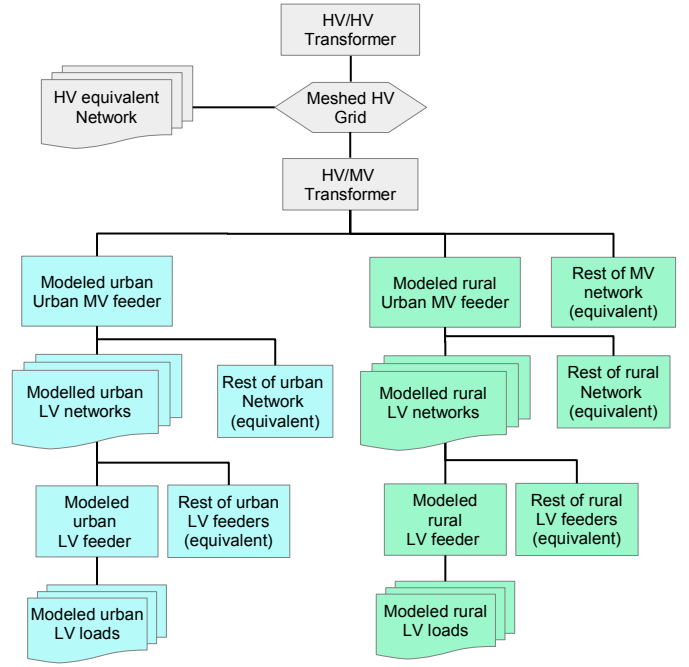 HV/HV
Transformer
HV equivalent
Network
Meshed HV
Grid
HV/MV
Transformer
Modeled urban
Urban MV feeder
Modeled rural
Urban MV feeder
Rest of MV
network
(equivalent)
Modelled urban
LV networks
Rest of urban
Network
(equivalent)
Modelled rural
LV networks
Rest of rural
Network
(equivalent)
Modeled
urban
LV feeder
Rest of urban
LV feeders
(equivalent)
Modeled
rural
LV feeder
Rest of rural
LV feeders
(equivalent)
Modeled urban
LV loads
Modeled rural
LV loads